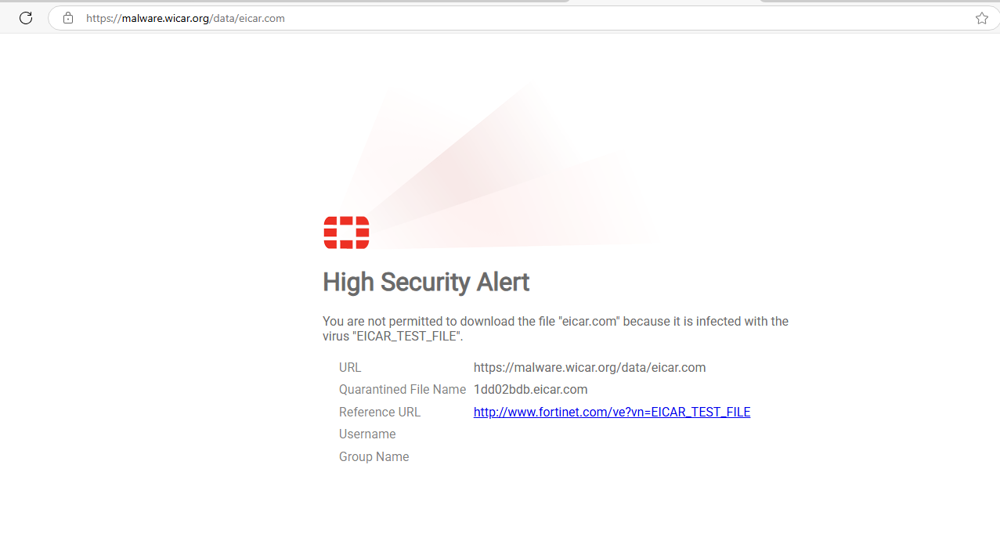 https://malware.wicar.org/data/eicar.com
High Security Alert
You are not permitted to download the file "eicar.com" because it is infected with the
virus "EICAR_TEST_FILE".
URL https://malware.wicar.org/data/eicar.com
Quarantined File Name 1dd02bdb.eicar.com
Reference URL http://www.fortinet.com/ve?vn=EICAR_TEST_FILE
Username
Group Name